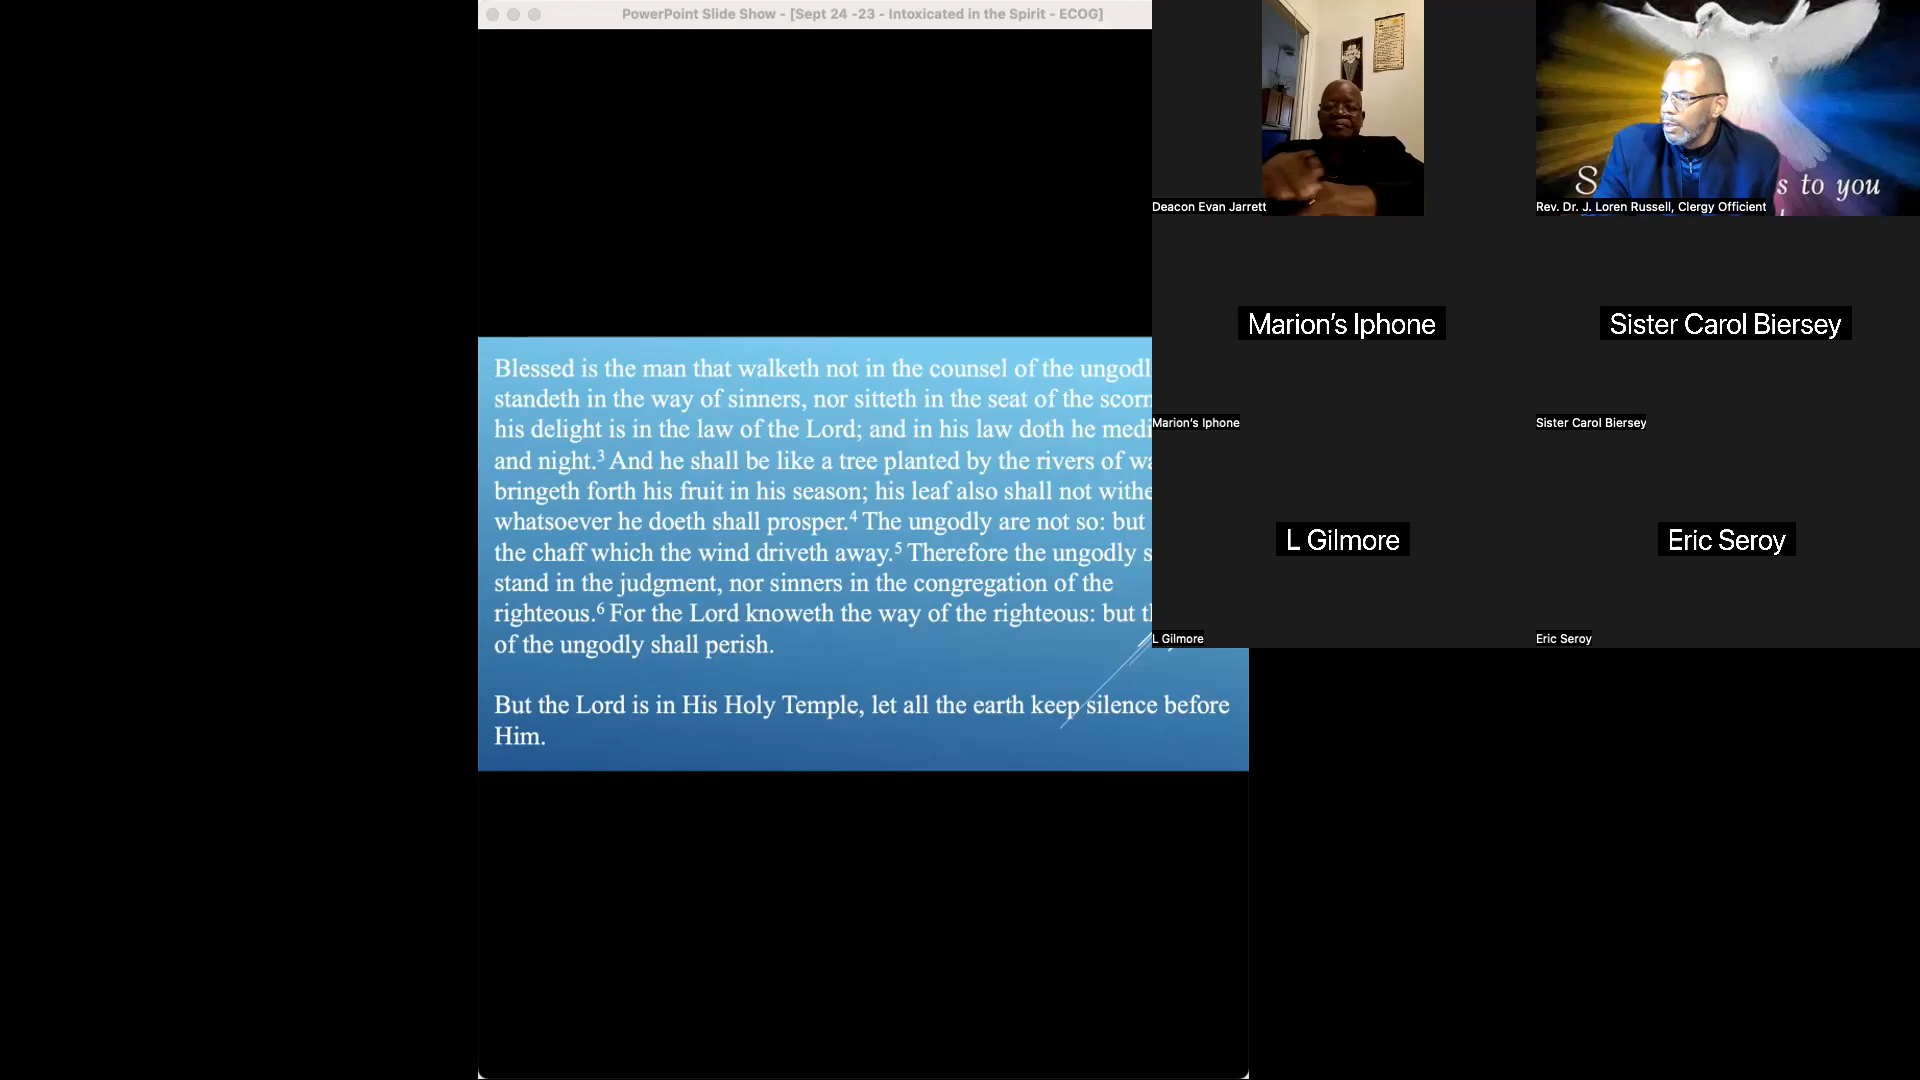 PowerPoint Slide Show - [Sept 24 -23 - Intoxicated in the Spirit - ECOG]
Blessed is the man that walketh not in the counsel of the
standeth in the way of sinners, nor sitteth in the seat of the
his delight is in the law of the Lord; and in his law doth he
and night.³ And he shall be like a tree planted by the rivers of
bringeth forth his fruit in his season; his leaf also shall not
whatsoever he doeth shall prosper.⁴ The ungodly are not so: but
the chaff which the wind driveth away.⁵ Therefore the ungodly
stand in the judgment, nor sinners in the congregation of the
righteous.⁶ For the Lord knoweth the way of the righteous: but
of the ungodly shall perish.
But the Lord is in His Holy Temple, let all the earth keep silence before
Him.
Deacon Evan Jarrett
S
s to you
Rev. Dr. J. Loren Russell, Clergy Officient
Marion's Iphone
Sister Carol Biersey
Marion's Iphone
Sister Carol Biersey
L Gilmore
Eric Seroy
L Gilmore
Eric Seroy